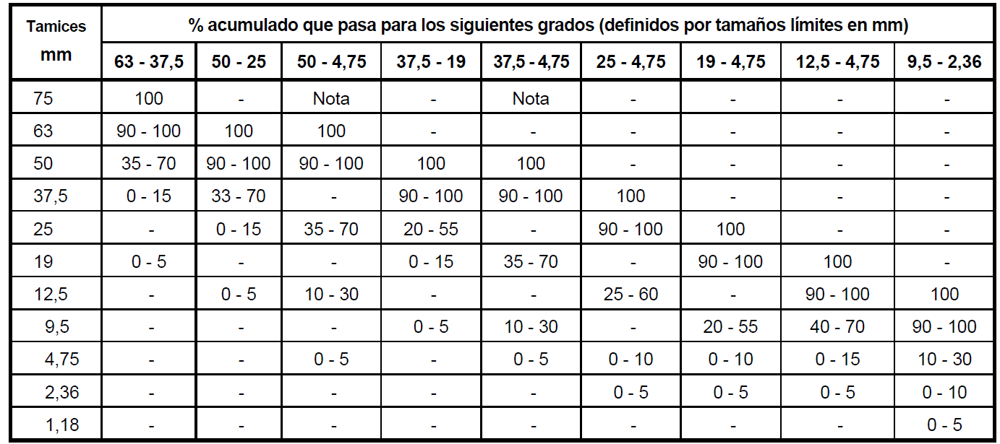 Tamices mm % acumulado que pasa para los siguientes grados (definidos por tamaños límites en mm)
63 - 37,5 50 - 25 50 - 4,75 37,5 - 19 37,5 - 4,75 25 - 4,75 19 - 4,75 12,5 - 4,75 9,5 - 2,36
75 100 - Nota - Nota - - - -
63 90 - 100 100 100 - - - - - -
50 35 - 70 90 - 100 90 - 100 100 100 - - - -
37,5 0 - 15 33 - 70 - 90 - 100 90 - 100 100 - - -
25 - 0 - 15 35 - 70 20 - 55 - 90 - 100 100 - -
19 0 - 5 - - 0 - 15 35 - 70 - 90 - 100 100 -
12,5 - 0 - 5 10 - 30 - - 25 - 60 - 90 - 100 100
9,5 - - - 0 - 5 10 - 30 - 20 - 55 40 - 70 90 - 100
4,75 - - 0 - 5 - 0 - 5 0 - 10 0 - 10 0 - 15 10 - 30
2,36 - - - - - 0 - 5 0 - 5 0 - 5 0 - 10
1,18 - - - - - - - - 0 - 5